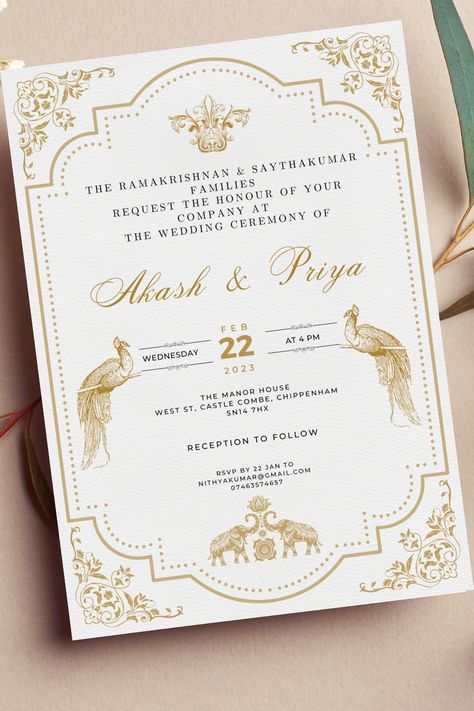 THE RAMAKRISHNAN & SAYTHAKUMAR
FAMILIES
REQUEST THE HONOUR OF YOUR
COMPANY AT
THE WEDDING CEREMONY OF
Akash & Priya
FEB
WEDNESDAY 22 AT 4 PM
2023
THE MANOR HOUSE
WEST ST, CASTLE COMBE, CHIPPENHAM
SN14 7HX
RECEPTION TO FOLLOW
RSVP BY 22 JAN TO
NITHYAKUMAR@GMAIL.COM
07463574657